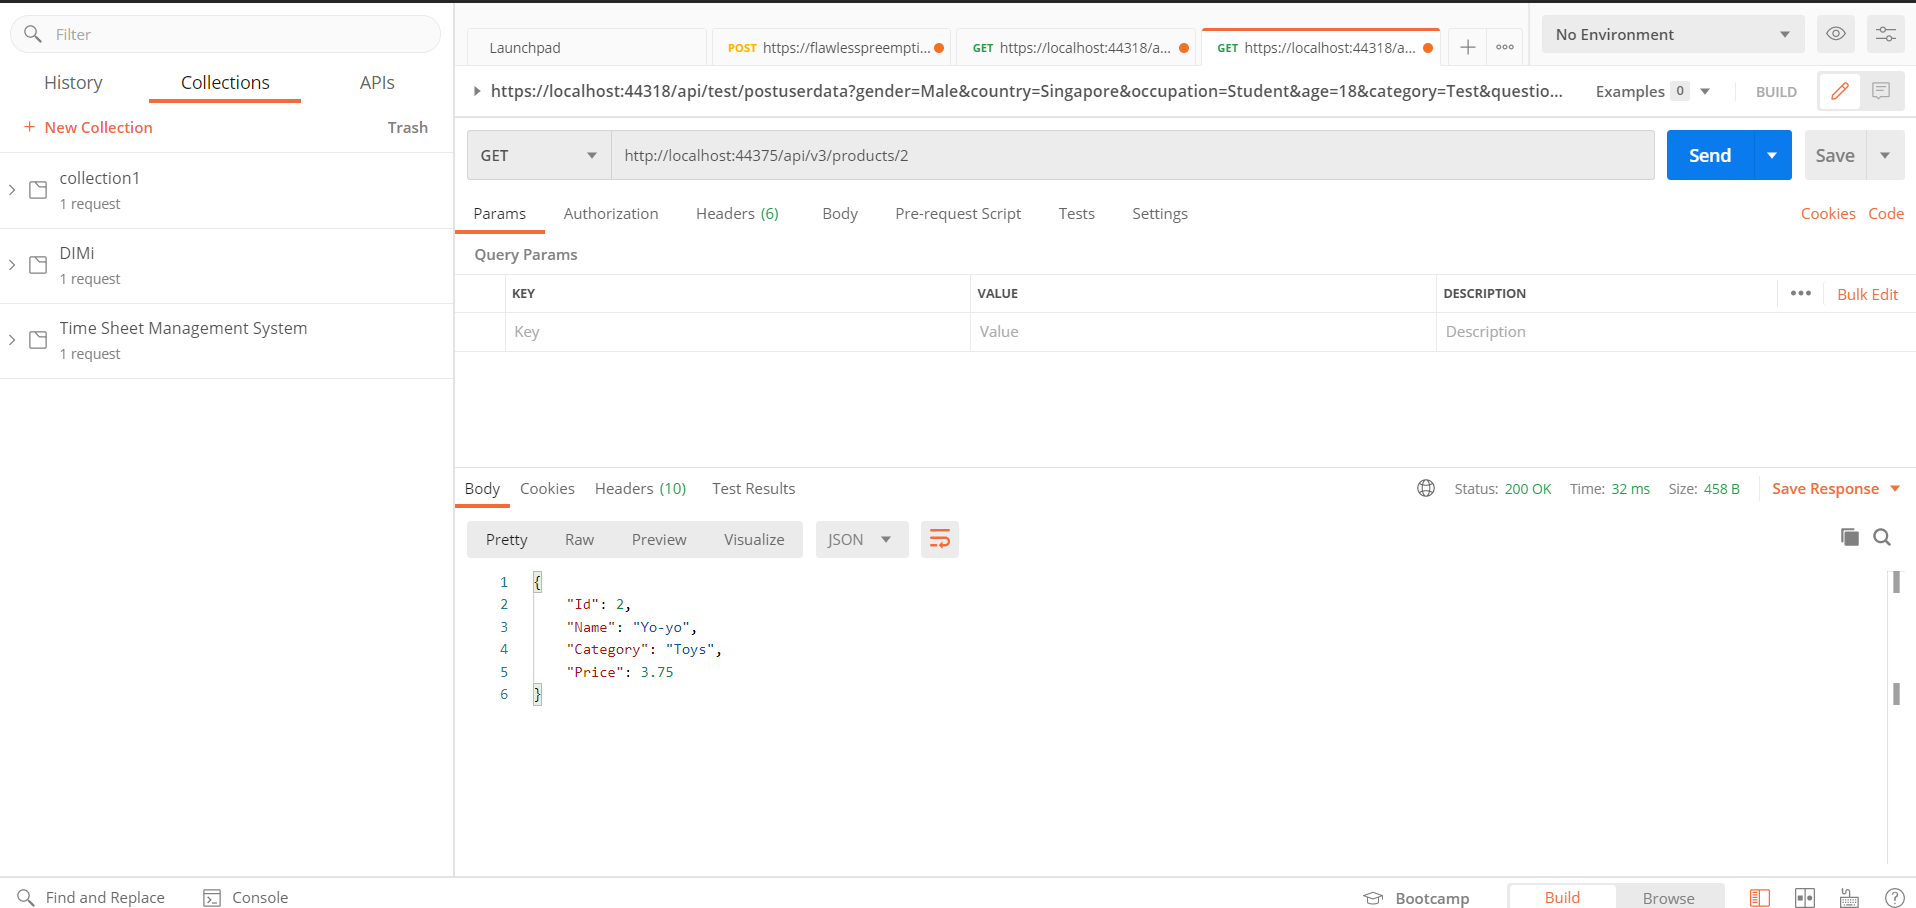 Filter
History Collections APIs
+ New Collection Trash
collection1
1 request
DIMi
1 request
Time Sheet Management System
1 request
Launchpad POST https://flawlesspreempti... GET https://localhost:44318/a... GET https://localhost:44318/a... No Environment
https://localhost:44318/api/test/postuserdata?gender=Male&country=Singapore&occupation=Student&age=18&category=Test&questio... Examples 0 BUILD
GET http://localhost:44375/api/v3/products/2 Send Save
Params Authorization Headers (6) Body Pre-request Script Tests Settings Cookies Code
Query Params
KEY VALUE DESCRIPTION ••• Bulk Edit
Key Value Description
Body Cookies Headers (10) Test Results Status: 200 OK Time: 32 ms Size: 458 B Save Response
Pretty Raw Preview Visualize JSON
1 {
2 "Id": 2,
3 "Name": "Yo-yo",
4 "Category": "Toys",
5 "Price": 3.75
6 }
Find and Replace Console Bootcamp Build Browse